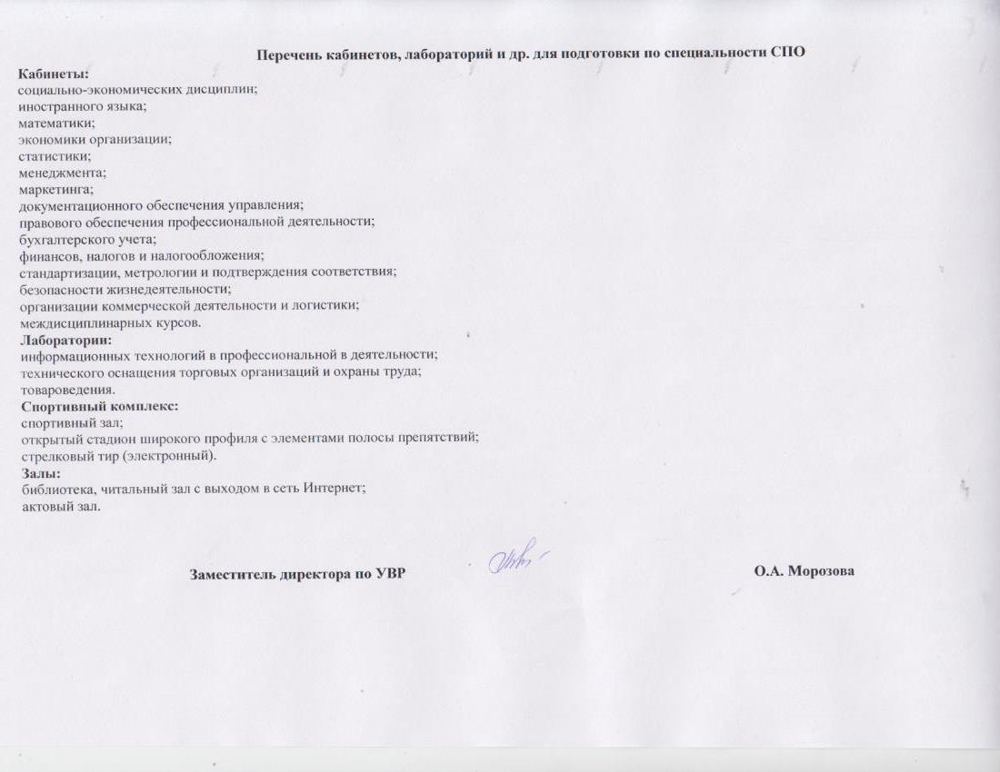 Перечень кабинетов, лабораторий и др. для подготовки по специальности СПО
Кабинеты:
социально-экономических дисциплин;
иностранного языка;
математики;
экономики организации;
статистики;
менеджмента;
маркетинга;
документационного обеспечения управления;
правового обеспечения профессиональной деятельности;
бухгалтерского учета;
финансов, налогов и налогообложения;
стандартизации, метрологии и подтверждения соответствия;
безопасности жизнедеятельности;
организации коммерческой деятельности и логистики;
междисциплинарных курсов.
Лаборатории:
информационных технологий в профессиональной в деятельности;
технического оснащения торговых организаций и охраны труда;
товароведения.
Спортивный комплекс:
спортивный зал;
открытый стадион широкого профиля с элементами полосы препятствий;
стрелковый тир (электронный).
Залы:
библиотека, читальный зал с выходом в сеть Интернет;
актовый зал.
Заместитель директора по УВР О.А. Морозова